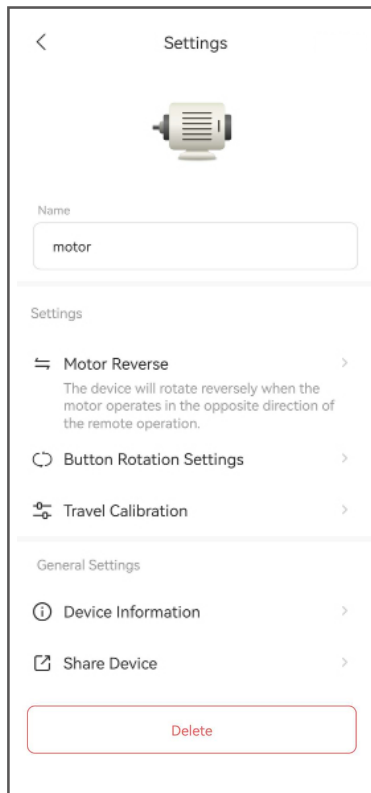 Settings
Name
motor
Settings
Motor Reverse
The device will rotate reversely when the
motor operates in the opposite direction of
the remote operation.
Button Rotation Settings
Travel Calibration
General Settings
Device Information
Share Device
Delete